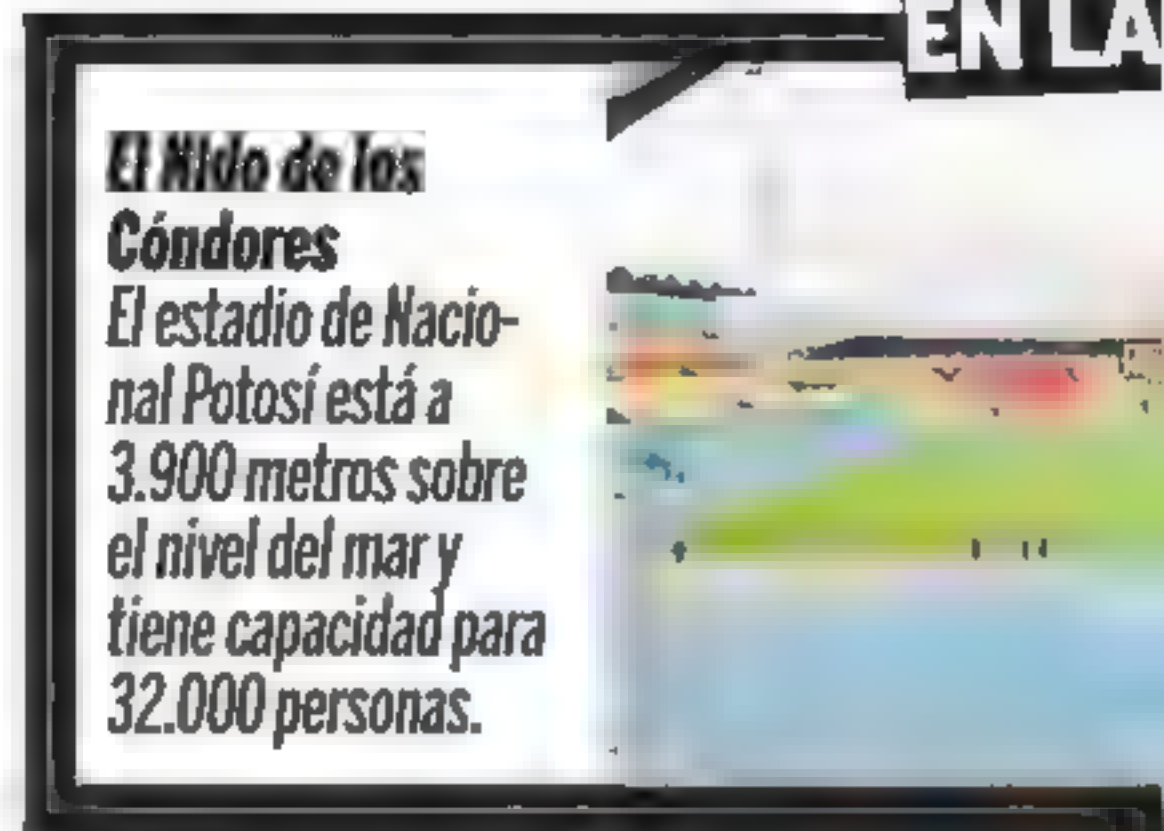 EN LA
El Nido de los
Cóndores
El estadio de Nacio-
nal Potosí está a
3.900 metros sobre
el nivel del mar y
tiene capacidad para
32.000 personas.